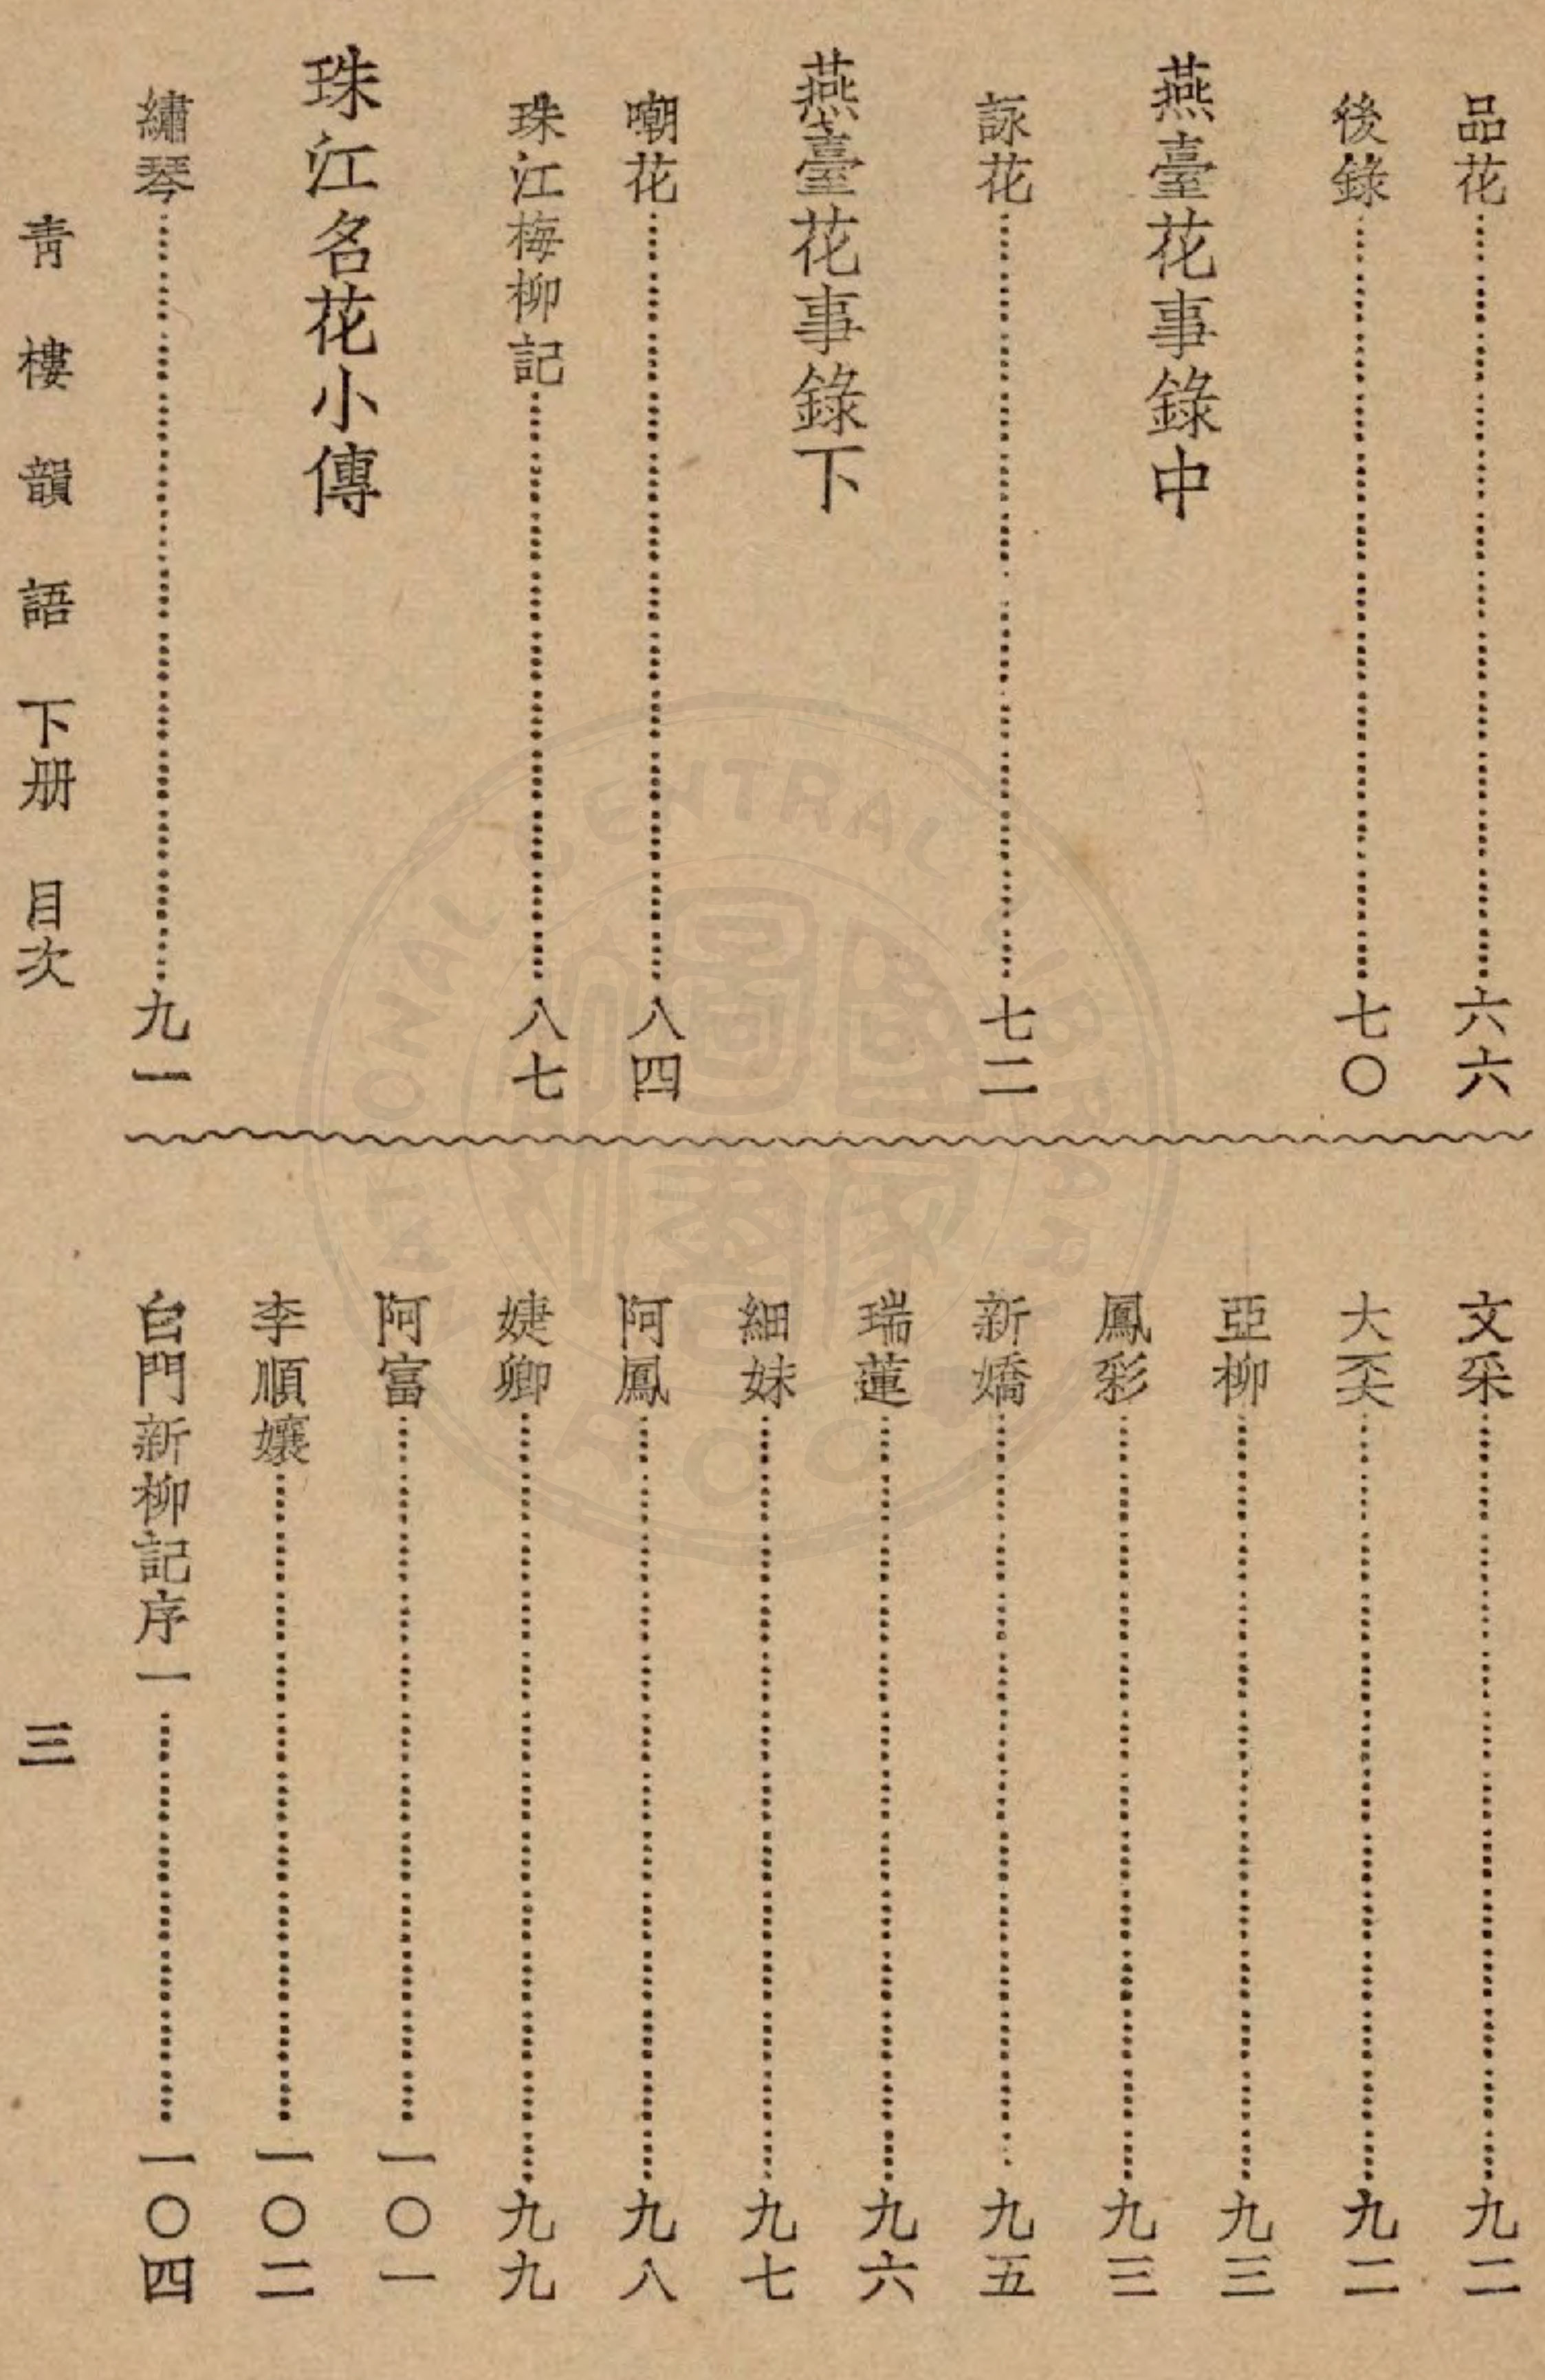 品花……六六
後錄……七〇
燕臺花事錄中
詠花……七二
燕臺花事錄下
嘲花……八四
珠江梅柳記……八七
珠江名花小傳
繡琴……九一
文采……九二
大奀……九二
亞柳……九三
鳳彩……九三
新嬌……九五
瑞蓮……九六
細妹……九七
阿鳳……九八
婕卿……九九
阿富……一〇一
李順孃……一〇二
白門新柳記序一……一〇四
青樓韻語下册 目次
三
NATIONAL CENTRAL LIBRARY